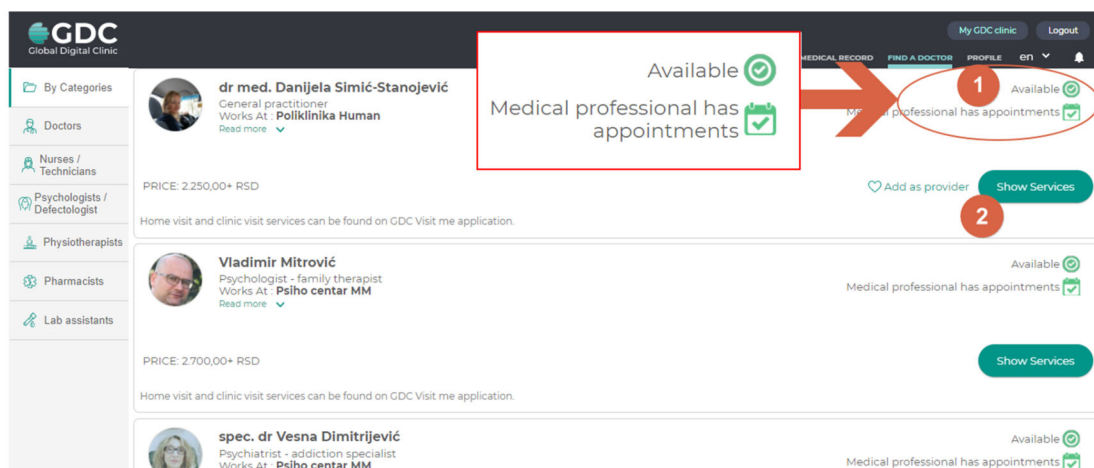 GDC
Global Digital Clinic
My GDC clinic
Logout
MEDICAL RECORD
FIND A DOCTOR
PROFILE
en
By Categories
Doctors
Nurses /
Technicians
Psychologists /
Defectologist
Physiotherapists
Pharmacists
Lab assistants
Available
Medical professional has
appointments
1
dr med. Danijela Simić-Stanojević
General practitioner
Works At : Poliklinika Human
Read more
Available
Medical professional has appointments
PRICE: 2.250,00+ RSD
Add as provider
Show Services
2
Home visit and clinic visit services can be found on GDC Visit me application.
Vladimir Mitrović
Psychologist - family therapist
Works At : Psiho centar MM
Read more
Available
Medical professional has appointments
PRICE: 2.700,00+ RSD
Show Services
Home visit and clinic visit services can be found on GDC Visit me application.
spec. dr Vesna Dimitrijević
Psychiatrist - addiction specialist
Works At : Psiho centar MM
Available
Medical professional has appointments